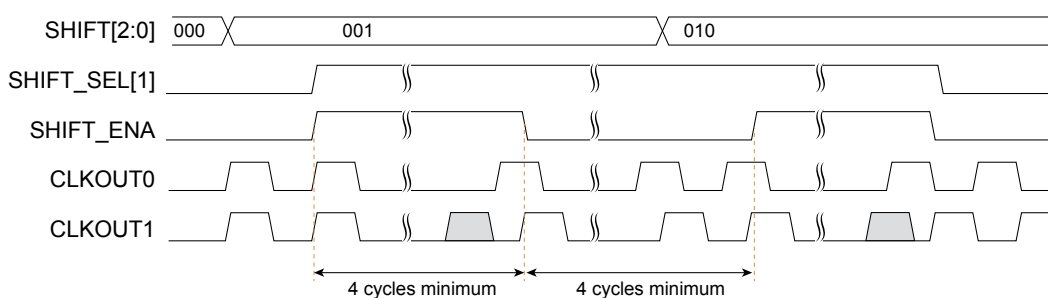 SHIFT[2:0] 000 001 010
SHIFT_SEL[1]
SHIFT_ENA
CLKOUT0
CLKOUT1
4 cycles minimum 4 cycles minimum